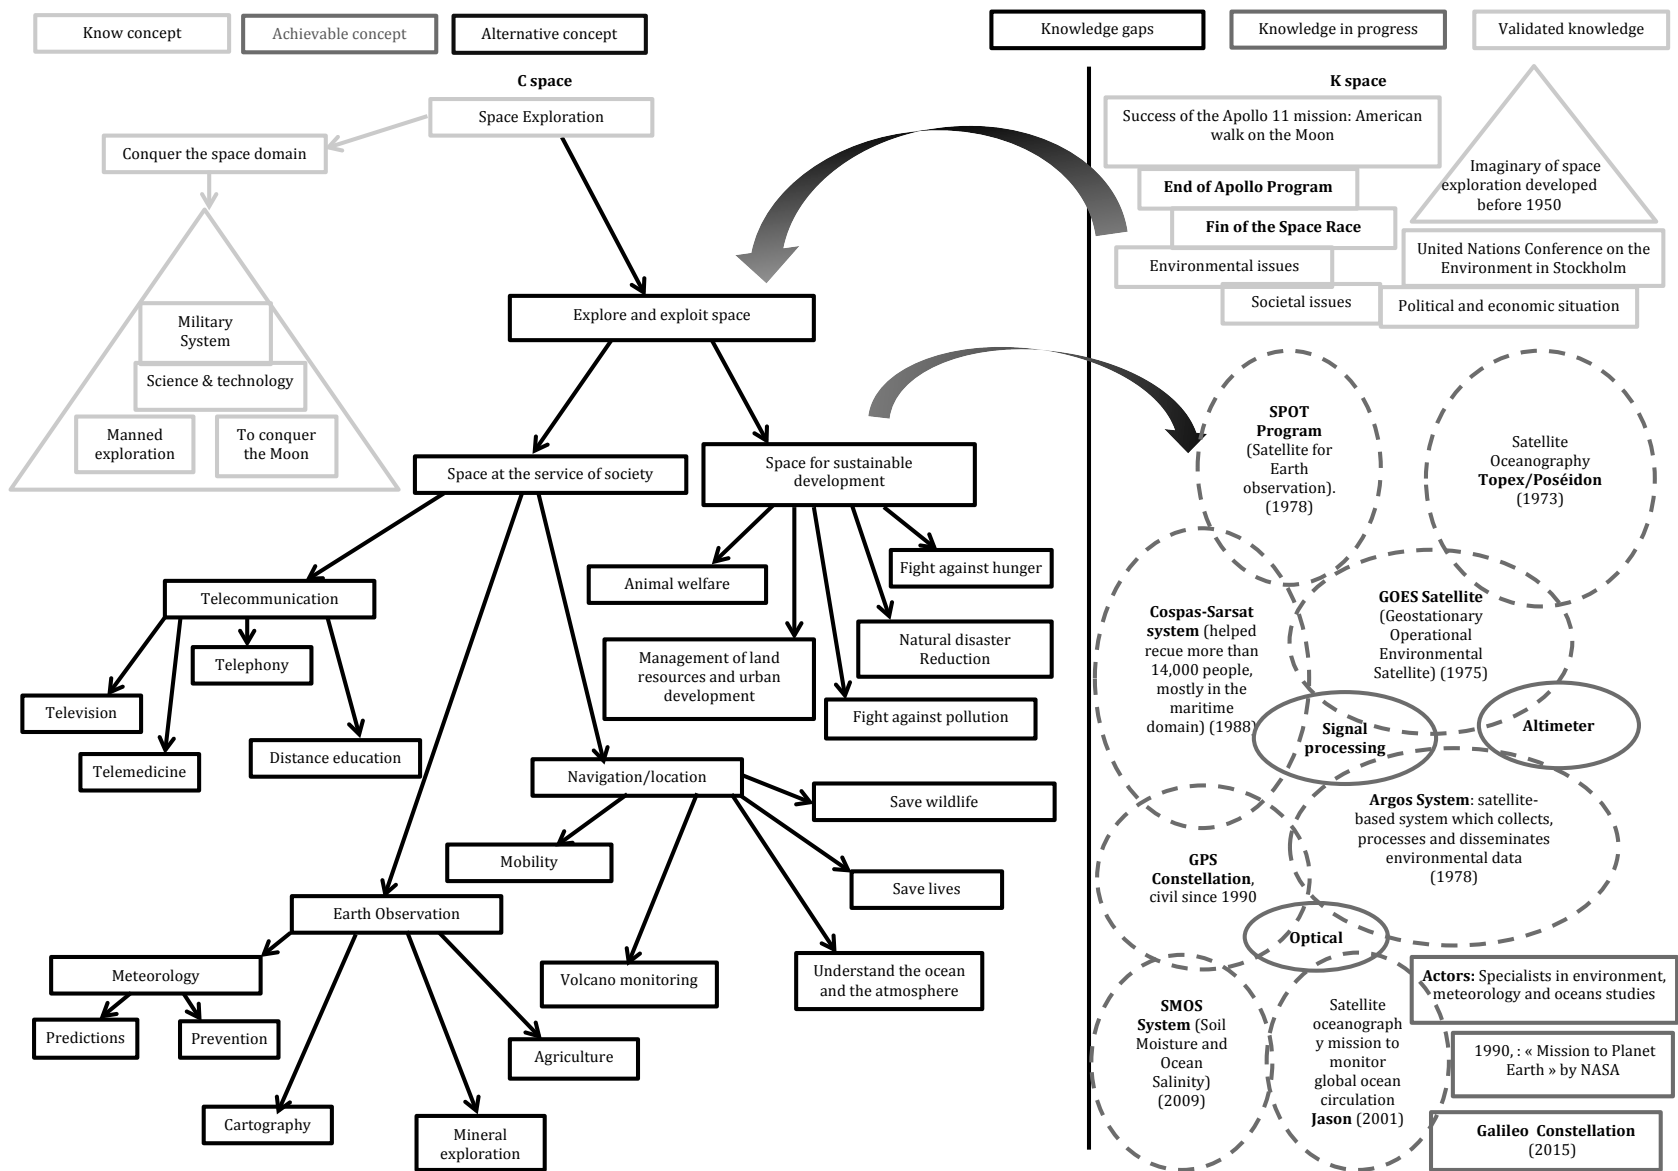 Know concept
Achievable concept
Alternative concept
Knowledge gaps
Knowledge in progress
Validated knowledge
C space
K space
Space Exploration
Conquer the space domain
Military
System
Science & technology
Manned
exploration
To conquer
the Moon
Explore and exploit space
Space at the service of society
Space for sustainable
development
Animal welfare
Fight against hunger
Natural disaster
Reduction
Management of land
resources and urban
development
Fight against pollution
Telecommunication
Telephony
Television
Telemedicine
Distance education
Navigation/location
Save wildlife
Mobility
Save lives
Volcano monitoring
Understand the ocean
and the atmosphere
Earth Observation
Meteorology
Predictions
Prevention
Agriculture
Cartography
Mineral
exploration
Success of the Apollo 11 mission: American
walk on the Moon
End of Apollo Program
Fin of the Space Race
Environmental issues
Societal issues
Imaginary of space
exploration developed
before 1950
United Nations Conference on the
Environment in Stockholm
Political and economic situation
SPOT
Program
(Satellite for
Earth
observation).
(1978)
Satellite
Oceanography
Topex/Poséidon
(1973)
Cospas-Sarsat
system (helped
recue more than
14,000 people,
mostly in the
maritime
domain) (1988)
GOES Satellite
(Geostationary
Operational
Environmental
Satellite) (1975)
Signal
processing
Altimeter
Argos System: satellite-
based system which collects,
processes and disseminates
environmental data
(1978)
GPS
Constellation,
civil since 1990
Optical
SMOS
System (Soil
Moisture and
Ocean
Salinity)
(2009)
Satellite
oceanograph
y mission to
monitor
global ocean
circulation
Jason (2001)
Actors: Specialists in environment,
meteorology and oceans studies
1990, : « Mission to Planet
Earth » by NASA
Galileo Constellation
(2015)